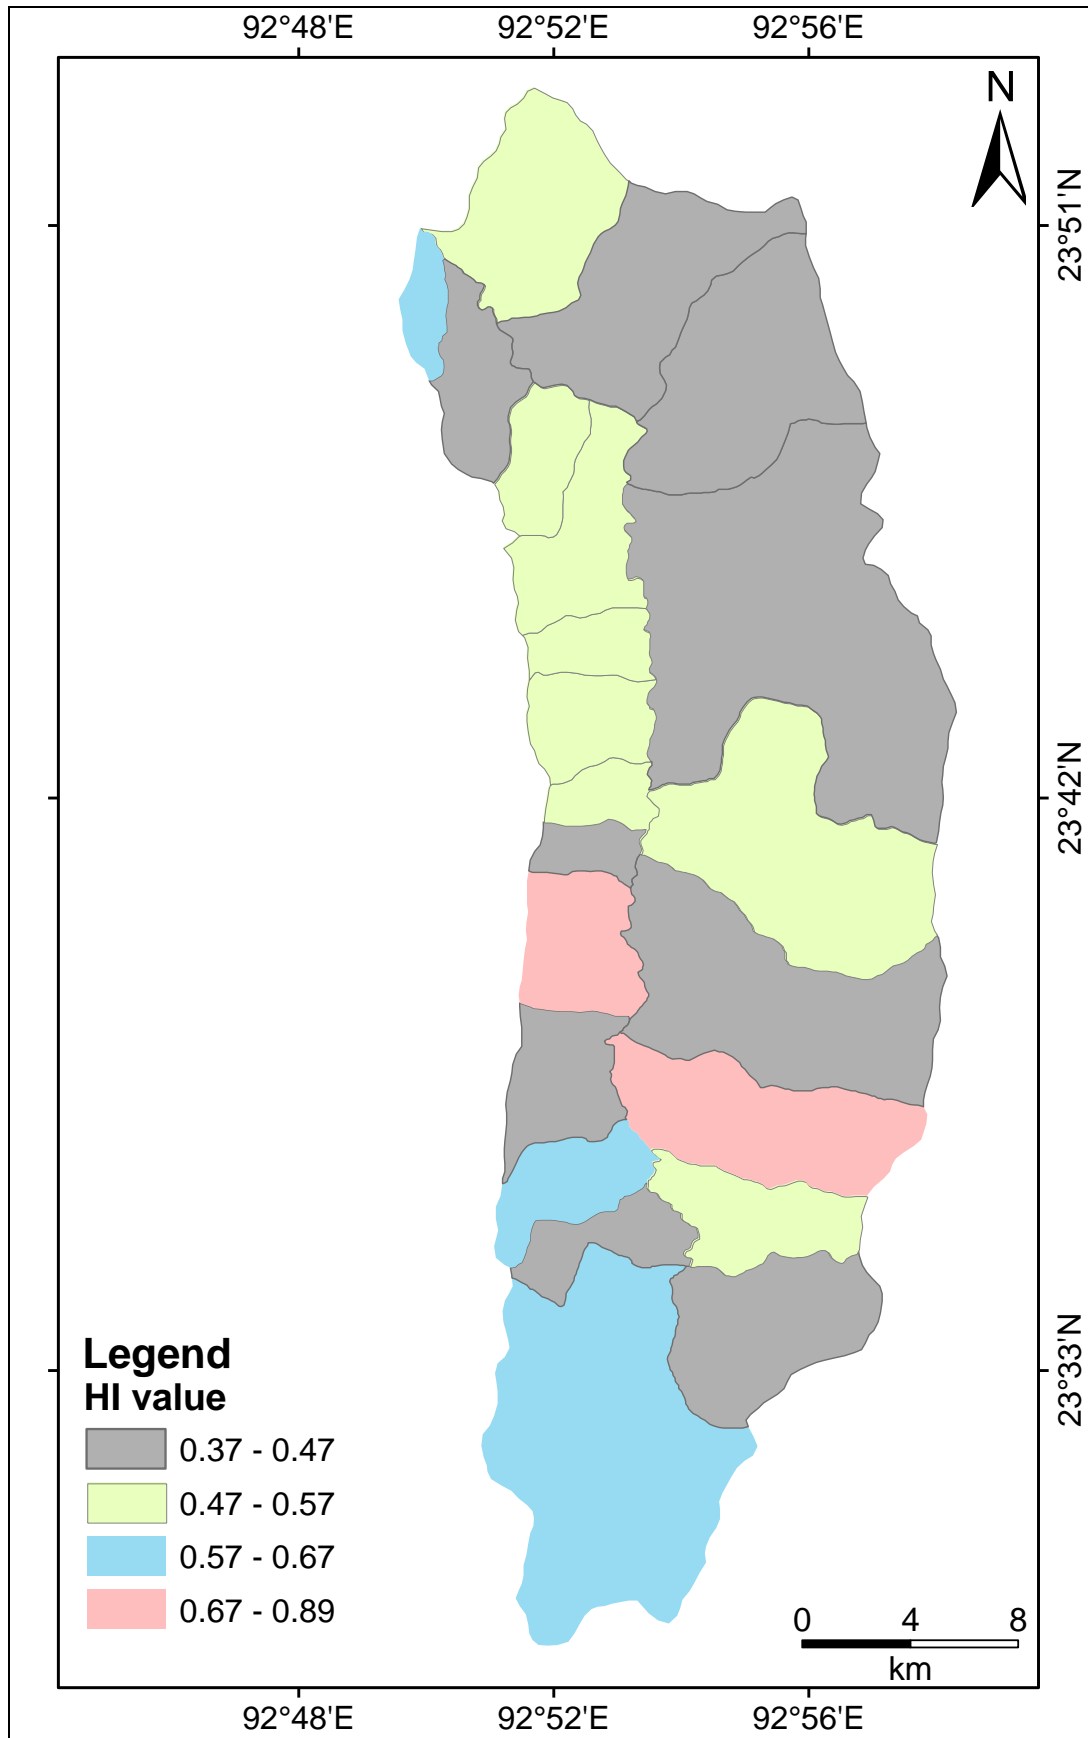 92°48'E 92°52'E 92°56'E
N
23°51'N
23°42'N
23°33'N
Legend
HI value
0.37 - 0.47
0.47 - 0.57
0.57 - 0.67
0.67 - 0.89
0 4 8
km
92°48'E 92°52'E 92°56'E